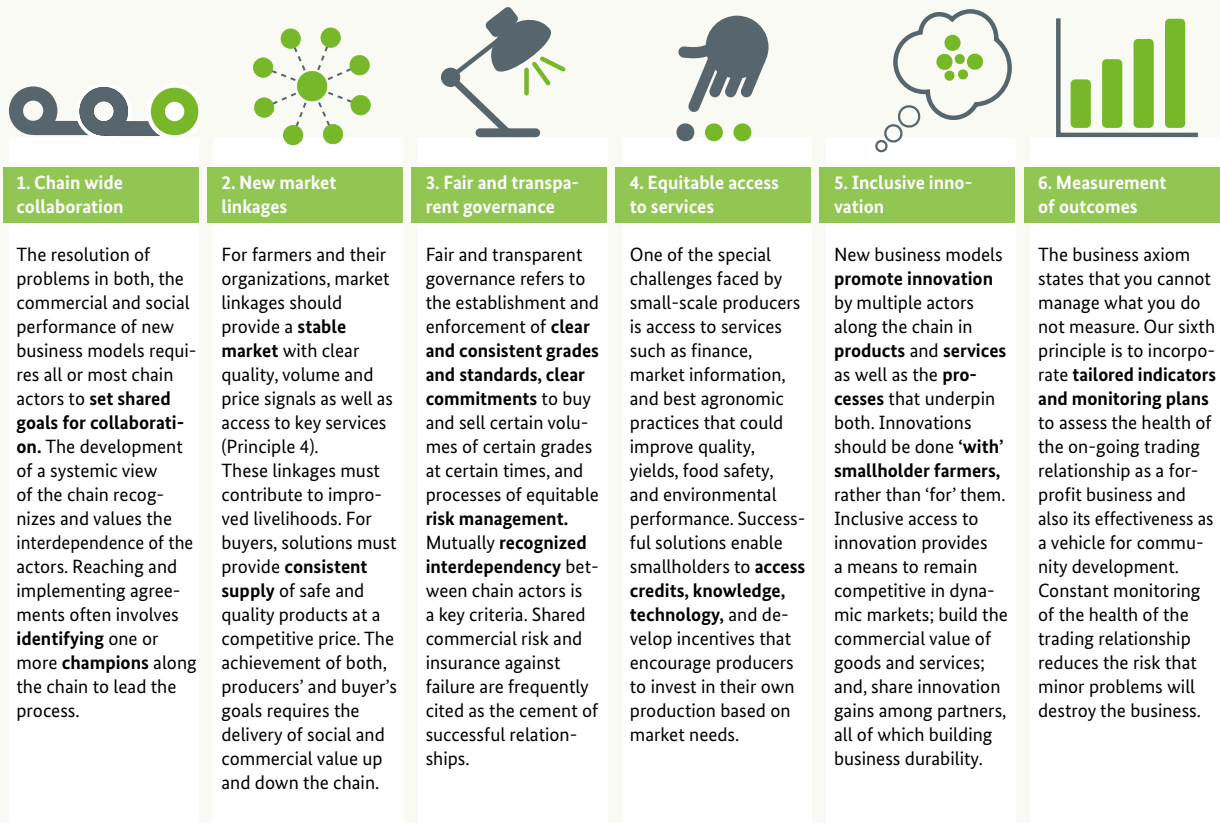 1. Chain wide
collaboration
The resolution of
problems in both, the
commercial and social
performance of new
business models requi-
res all or most chain
actors to set shared
goals for collaborati-
on. The development
of a systemic view
of the chain recog-
nizes and values the
interdependence of the
actors. Reaching and
implementing agree-
ments often involves
identifying one or
more champions along
the chain to lead the
process.
2. New market
linkages
For farmers and their
organizations, market
linkages should
provide a stable
market with clear
quality, volume and
price signals as well as
access to key services
(Principle 4).
These linkages must
contribute to impro-
ved livelihoods. For
buyers, solutions must
provide consistent
supply of safe and
quality products at a
competitive price. The
achievement of both,
producers’ and buyer’s
goals requires the
delivery of social and
commercial value up
and down the chain.
3. Fair and transpa-
rent governance
Fair and transparent
governance refers to
the establishment and
enforcement of clear
and consistent grades
and standards, clear
commitments to buy
and sell certain volu-
mes of certain grades
at certain times, and
processes of equitable
risk management.
Mutually recognized
interdependency bet-
ween chain actors is
a key criteria. Shared
commercial risk and
insurance against
failure are frequently
cited as the cement of
successful relation-
ships.
4. Equitable access
to services
One of the special
challenges faced by
small-scale producers
is access to services
such as finance,
market information,
and best agronomic
practices that could
improve quality,
yields, food safety,
and environmental
performance. Success-
ful solutions enable
smallholders to access
credits, knowledge,
technology, and de-
velop incentives that
encourage producers
to invest in their own
production based on
market needs.
5. Inclusive inno-
vation
New business models
promote innovation
by multiple actors
along the chain in
products and services
as well as the pro-
cesses that underpin
both. Innovations
should be done ‘with’
smallholder farmers,
rather than ‘for’ them.
Inclusive access to
innovation provides
a means to remain
competitive in dyna-
mic markets; build the
commercial value of
goods and services;
and, share innovation
gains among partners,
all of which building
business durability.
6. Measurement
of outcomes
The business axiom
states that you cannot
manage what you do
not measure. Our sixth
principle is to incorpo-
rate tailored indicators
and monitoring plans
to assess the health of
the on-going trading
relationship as a for-
profit business and
also its effectiveness as
a vehicle for commu-
nity development.
Constant monitoring
of the health of the
trading relationship
reduces the risk that
minor problems will
destroy the business.